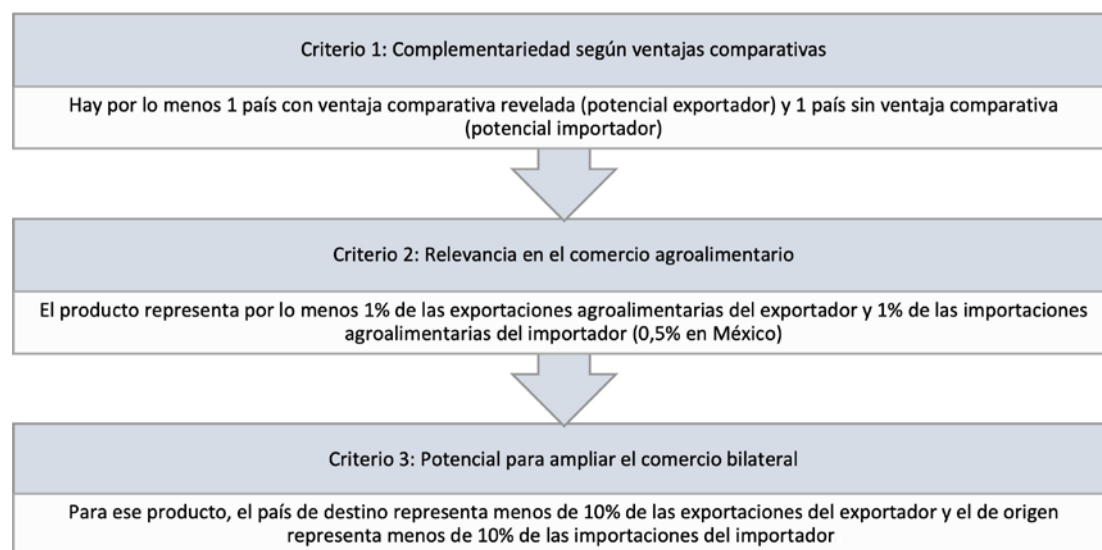 Criterio 1: Complementariedad según ventajas comparativas
Hay por lo menos 1 país con ventaja comparativa revelada (potencial exportador) y 1 país sin ventaja comparativa
(potencial importador)
Criterio 2: Relevancia en el comercio agroalimentario
El producto representa por lo menos 1% de las exportaciones agroalimentarias del exportador y 1% de las importaciones
agroalimentarias del importador (0,5% en México)
Criterio 3: Potencial para ampliar el comercio bilateral
Para ese producto, el país de destino representa menos de 10% de las exportaciones del exportador y el de origen
representa menos de 10% de las importaciones del importador